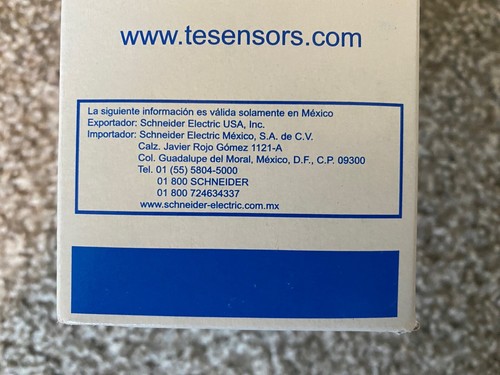 www.tesensors.com
La siguiente información es válida solamente en México
Exportador: Schneider Electric USA, Inc.
Importador: Schneider Electric México, S.A. de C.V.
Calz. Javier Rojo Gómez 1121-A
Col. Guadalupe del Moral, México, D.F., C.P. 09300
Tel. 01 (55) 5804-5000
01 800 SCHNEIDER
01 800 724634337
www.schneider-electric.com.mx